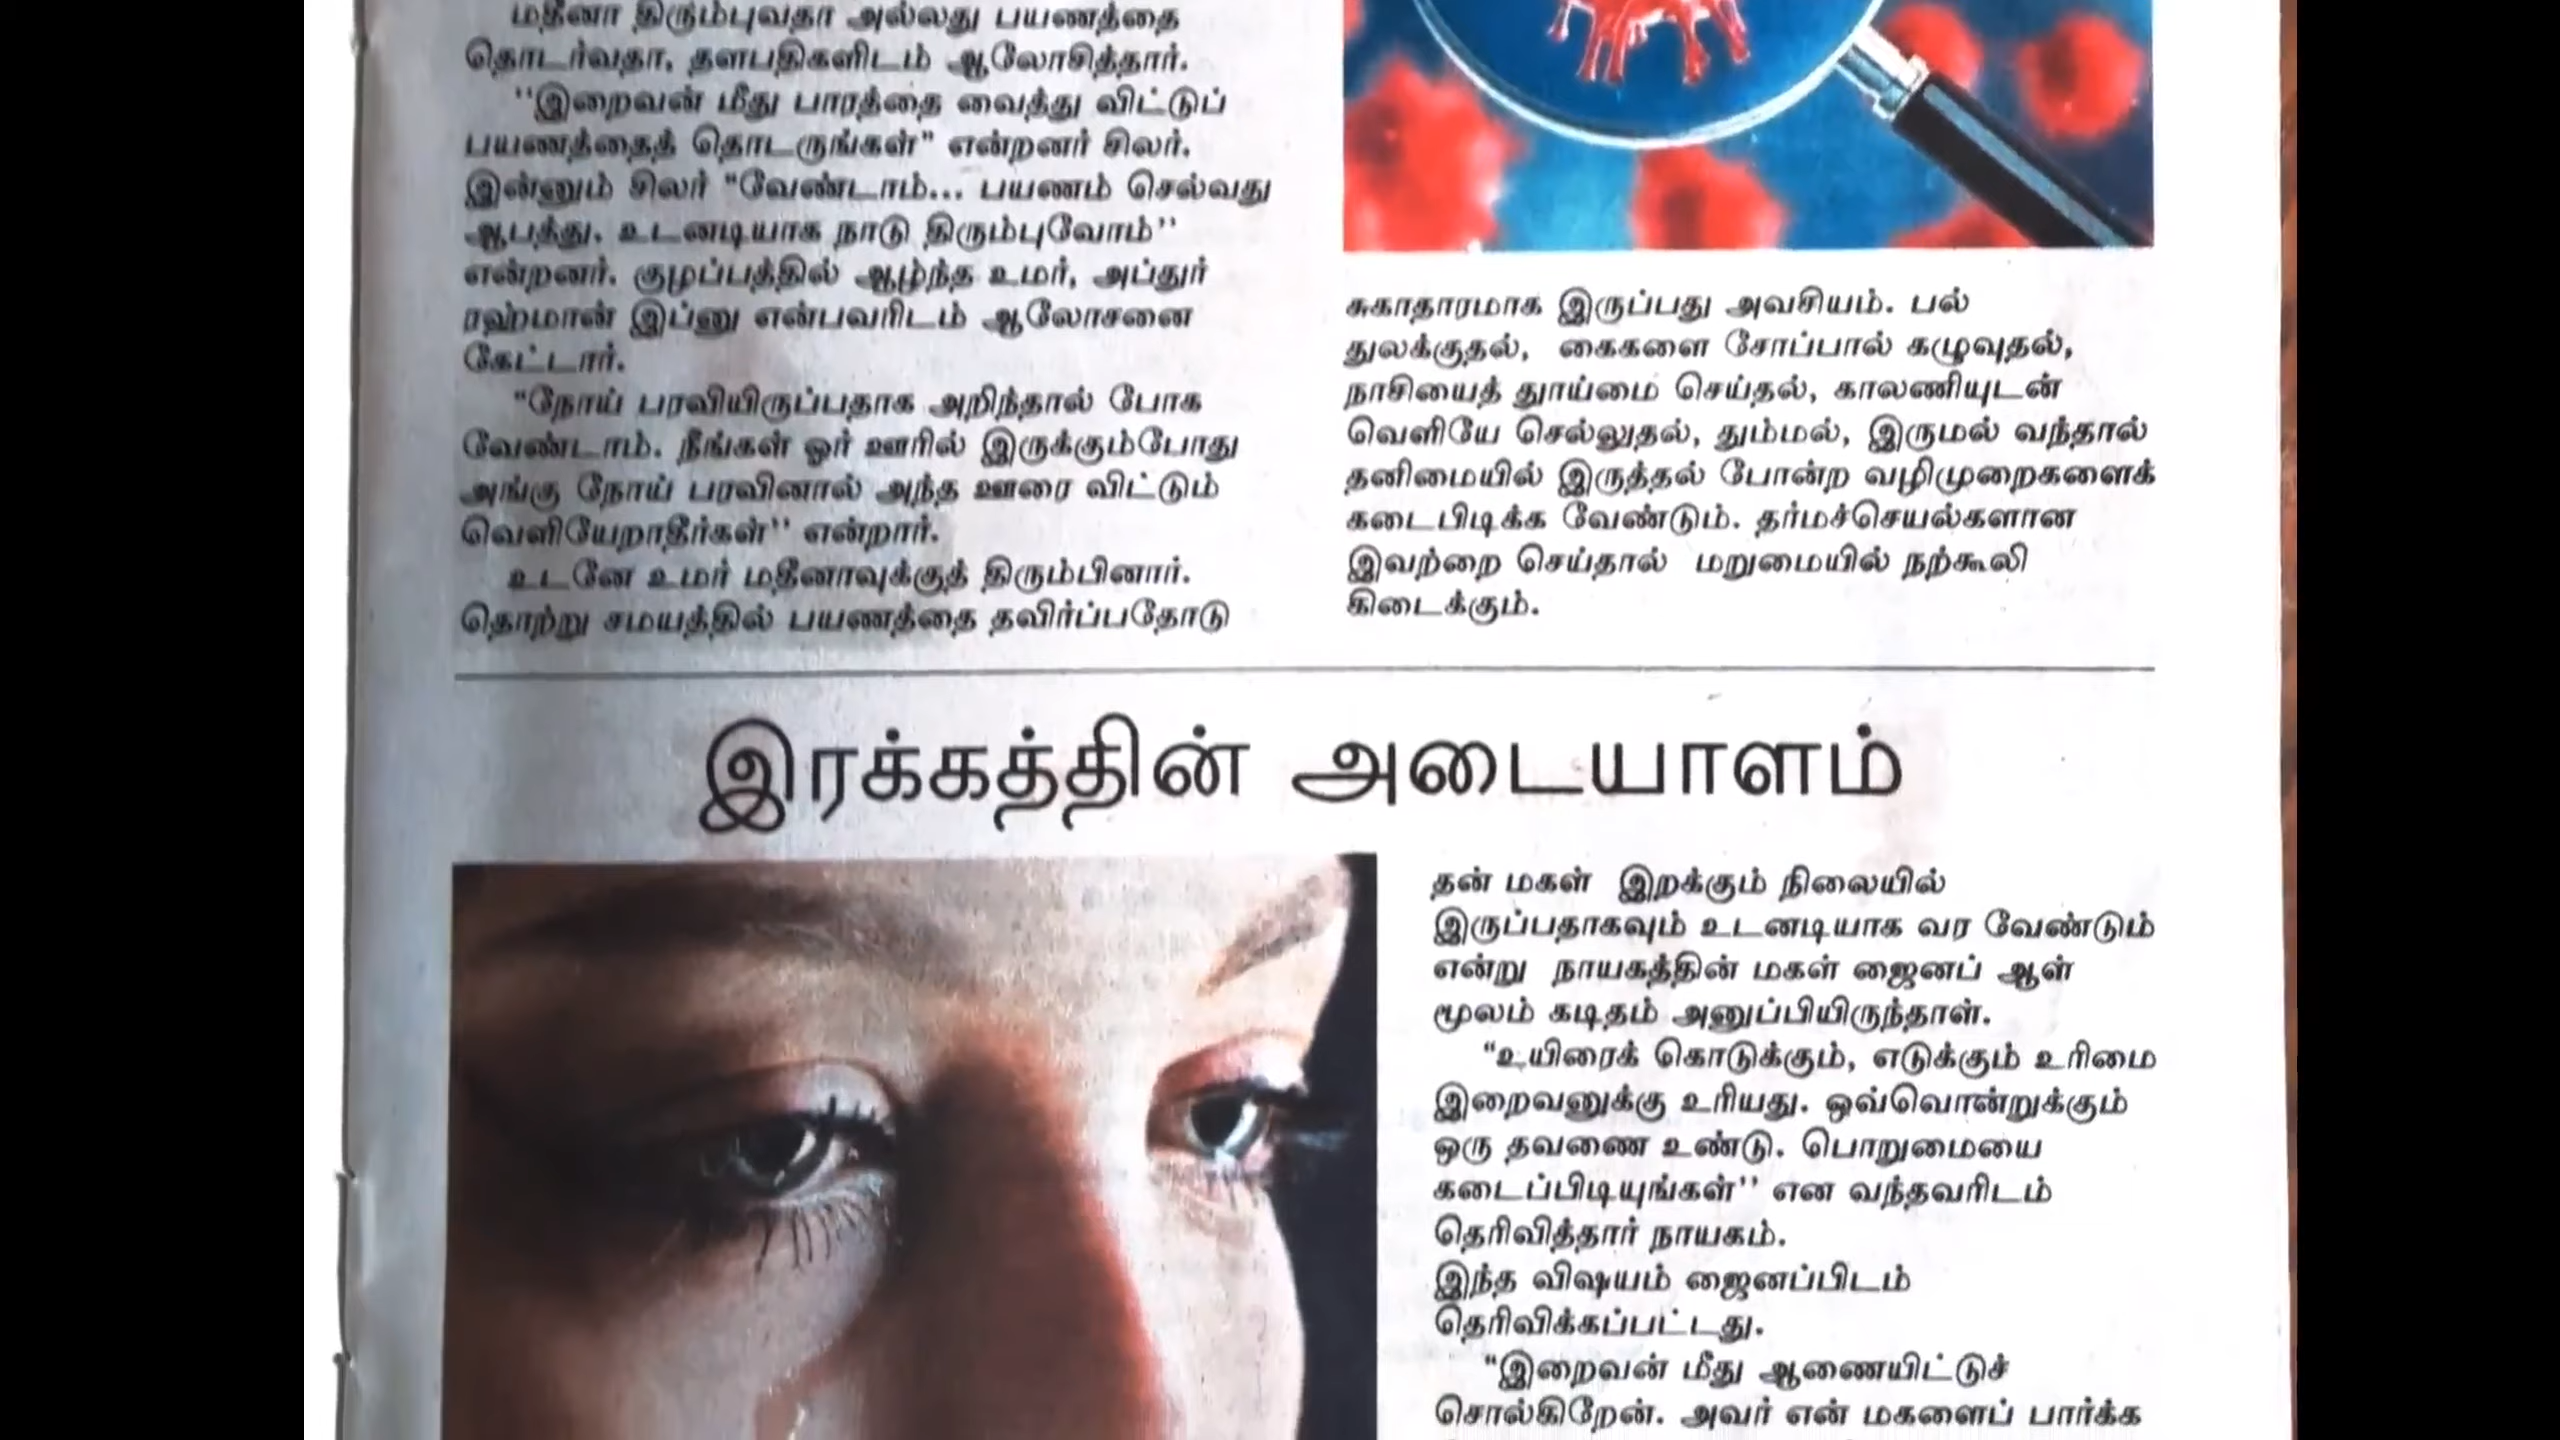 மதீனா திரும்புவதா அல்லது பயணத்தை
தொடர்வதா, தளபதிகளிடம் ஆலோசித்தார்.
‘‘இறைவன் மீது பாரத்தை வைத்து விட்டுப்
பயணத்தைத் தொடருங்கள்" என்றனர் சிலர்.
இன்னும் சிலர் “வேண்டாம்... பயணம் செல்வது
ஆபத்து. உடனடியாக நாடு திரும்புவோம்’’
என்றனர். குழப்பத்தில் ஆழ்ந்த உமர், அப்துர்
ரஹ்மான் இப்னு என்பவரிடம் ஆலோசனை
கேட்டார்.
“நோய் பரவியிருப்பதாக அறிந்தால் போக
வேண்டாம். நீங்கள் ஓர் ஊரில் இருக்கும்போது
அங்கு நோய் பரவினால் அந்த ஊரை விட்டும்
வெளியேறாதீர்கள்’’ என்றார்.
உடனே உமர் மதீனாவுக்குத் திரும்பினார்.
தொற்று சமயத்தில் பயணத்தை தவிர்ப்பதோடு
சுகாதாரமாக இருப்பது அவசியம். பல்
துலக்குதல், கைகளை சோப்பால் கழுவுதல்,
நாசியைத் தூய்மை செய்தல், காலணியுடன்
வெளியே செல்லுதல், தும்மல், இருமல் வந்தால்
தனிமையில் இருத்தல் போன்ற வழிமுறைகளைக்
கடைபிடிக்க வேண்டும். தர்மச்செயல்களான
இவற்றை செய்தால் மறுமையில் நற்கூலி
கிடைக்கும்.
இரக்கத்தின் அடையாளம்
தன் மகள் இறக்கும் நிலையில்
இருப்பதாகவும் உடனடியாக வர வேண்டும்
என்று நாயகத்தின் மகள் ஜைனப் ஆள்
மூலம் கடிதம் அனுப்பியிருந்தாள்.
“உயிரைக் கொடுக்கும், எடுக்கும் உரிமை
இறைவனுக்கு உரியது. ஒவ்வொன்றுக்கும்
ஒரு தவணை உண்டு. பொறுமையை
கடைப்பிடியுங்கள்’’ என வந்தவரிடம்
தெரிவித்தார் நாயகம்.
இந்த விஷயம் ஜைனப்பிடம்
தெரிவிக்கப்பட்டது.
“இறைவன் மீது ஆணையிட்டுச்
சொல்கிறேன். அவர் என் மகளைப் பார்க்க